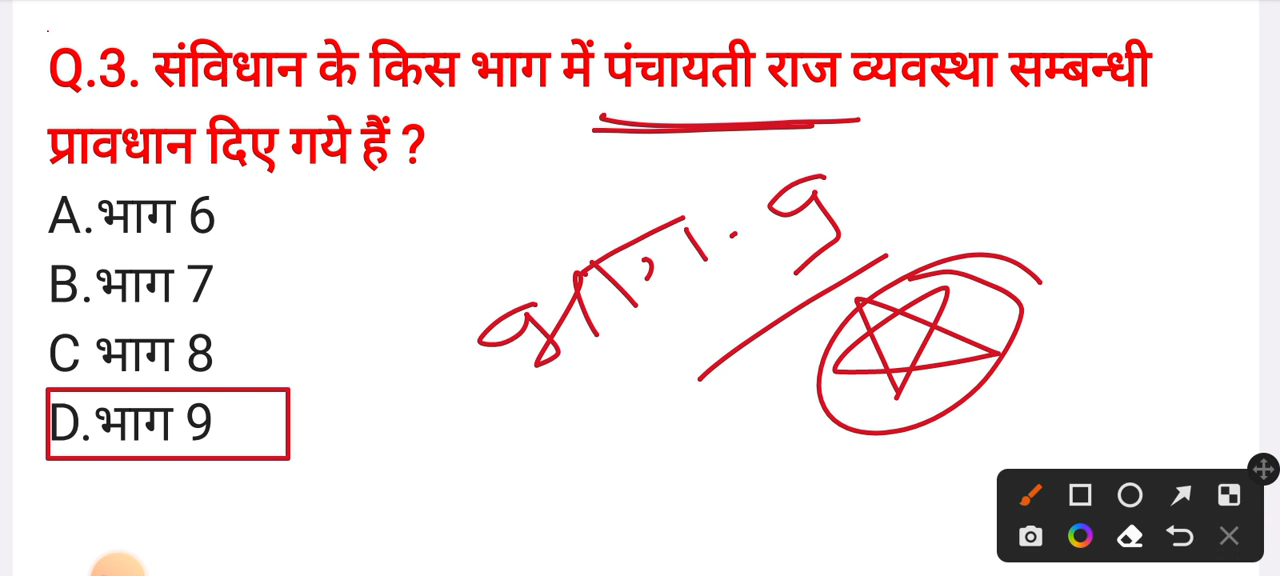 Q.3. संविधान के किस भाग में पंचायती राज व्यवस्था सम्बन्धी
प्रावधान दिए गये हैं ?
A.भाग 6
B.भाग 7
C भाग 8
D.भाग 9
भाग. 9